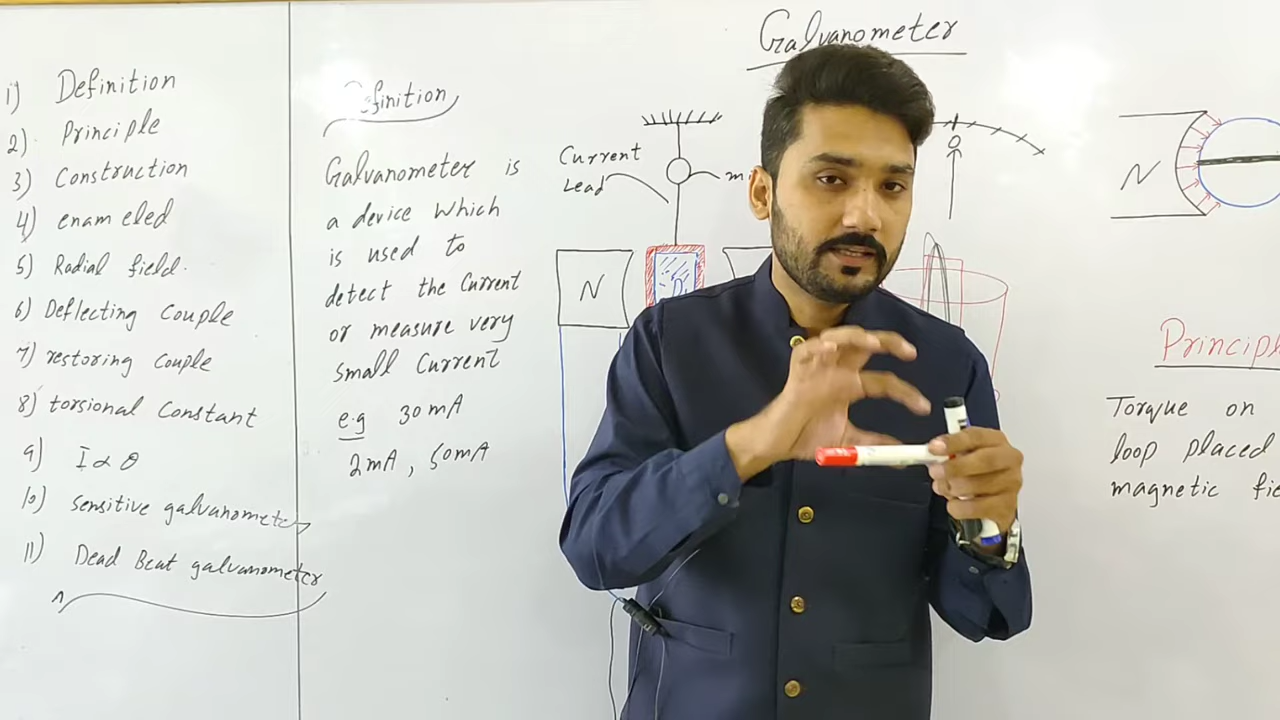 Galvanometer
1) Definition
2) Principle
3) Construction
4) enameled
5) Radial field.
6) Deflecting Couple
7) restoring couple
8) torsional Constant
9) I ∝ θ
10) sensitive galvanometer
11) Dead Beat galvanometer
Definition
Galvanometer is
a device which
is used to
detect the current
or measure very
small current
e.g 30 mA
2mA, 50mA
Current
Lead
N
N
Torque on
loop placed
magnetic